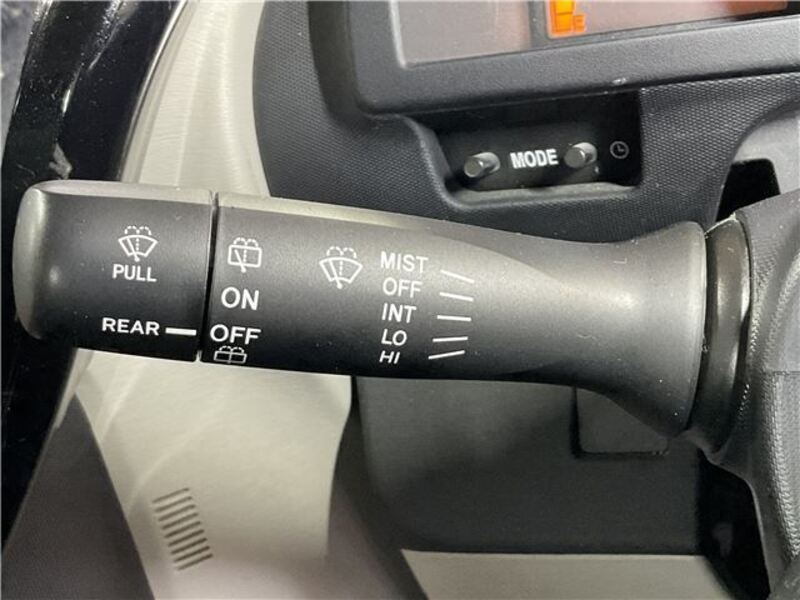 E
MODE
PULL
REAR
ON
OFF
MIST
OFF
INT
LO
HI